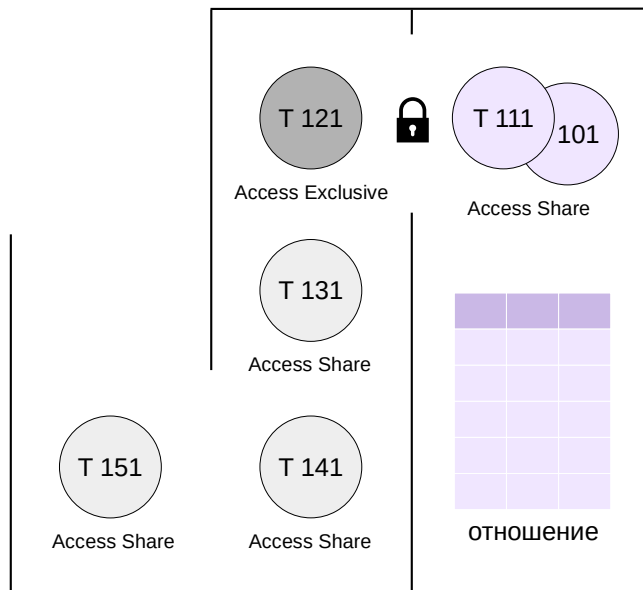 T 121
T 111
101
Access Exclusive
Access Share
T 131
Access Share
T 151
T 141
Access Share
Access Share
отношение